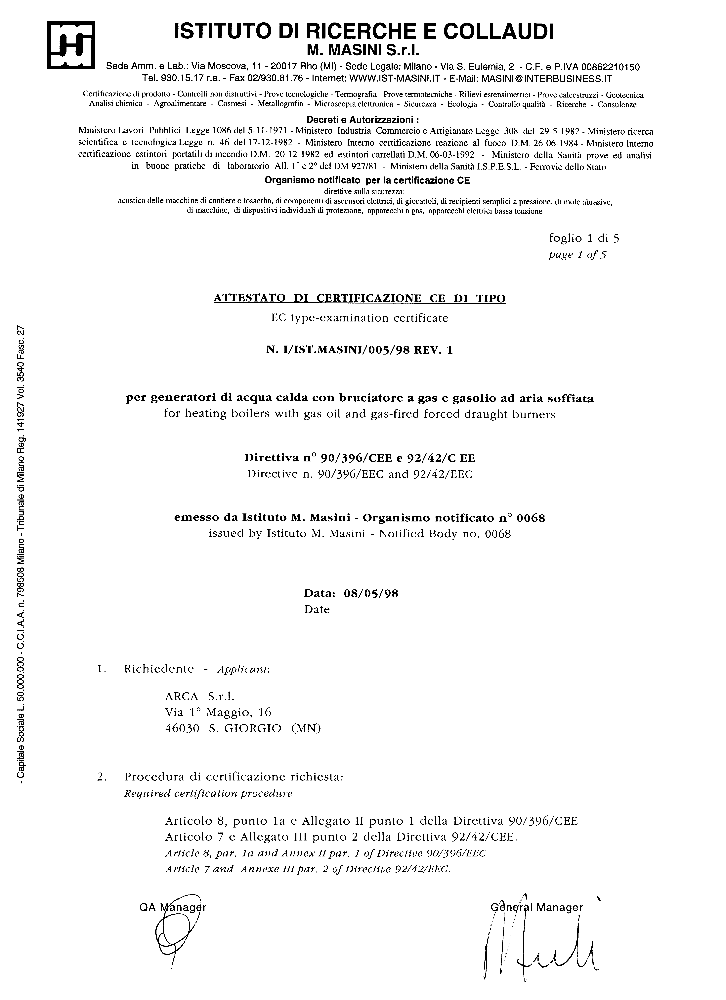 ISTITUTO DI RICERCHE E COLLAUDI
M. MASINI S.r.l.
Sede Amm. e Lab.: Via Moscova, 11 - 20017 Rho (MI) - Sede Legale: Milano - Via S. Eufemia, 2 - C.F. e P.IVA 00862210150
Tel. 930.15.17 r.a. - Fax 02/930.81.76 - Internet: WWW.IST-MASINI.IT - E-Mail: MASINI@INTERBUSINESS.IT
Certificazione di prodotto - Controlli non distruttivi - Prove tecnologiche - Termografia - Prove termotecniche - Rilievi estensimetrici - Prove calcestruzzi - Geotecnica
Analisi chimica - Agroalimentare - Cosmesi - Metallografia - Microscopia elettronica - Sicurezza - Ecologia - Controllo qualità - Ricerche - Consulenze
Decreti e Autorizzazioni :
Ministero Lavori Pubblici Legge 1086 del 5-11-1971 - Ministero Industria Commercio e Artigianato Legge 308 del 29-5-1982 - Ministero ricerca
scientifica e tecnologica Legge n. 46 del 17-12-1982 - Ministero Interno certificazione reazione al fuoco D.M. 26-06-1984 - Ministero Interno
certificazione estintori portatili di incendio D.M. 20-12-1982 ed estintori carrellati D.M. 06-03-1992 - Ministero della Sanità prove ed analisi
in buone pratiche di laboratorio All. 1° e 2° del DM 927/81 - Ministero della Sanità I.S.P.E.S.L. - Ferrovie dello Stato
Organismo notificato per la certificazione CE
direttive sulla sicurezza:
acustica delle macchine di cantiere e tosaerba, di componenti di ascensori elettrici, di giocattoli, di recipienti semplici a pressione, di mole abrasive,
di macchine, di dispositivi individuali di protezione, apparecchi a gas, apparecchi elettrici bassa tensione
foglio 1 di 5
page 1 of 5
ATTESTATO DI CERTIFICAZIONE CE DI TIPO
EC type-examination certificate
N. I/IST.MASINI/005/98 REV. 1
per generatori di acqua calda con bruciatore a gas e gasolio ad aria soffiata
for heating boilers with gas oil and gas-fired forced draught burners
Direttiva n° 90/396/CEE e 92/42/C EE
Directive n. 90/396/EEC and 92/42/EEC
emesso da Istituto M. Masini - Organismo notificato n° 0068
issued by Istituto M. Masini - Notified Body no. 0068
Data: 08/05/98
Date
1. Richiedente - Applicant:
ARCA S.r.l.
Via 1° Maggio, 16
46030 S. GIORGIO (MN)
2. Procedura di certificazione richiesta:
Required certification procedure
Articolo 8, punto 1a e Allegato II punto 1 della Direttiva 90/396/CEE
Articolo 7 e Allegato III punto 2 della Direttiva 92/42/CEE.
Article 8, par. 1a and Annex II par. 1 of Directive 90/396/EEC
Article 7 and Annexe III par. 2 of Directive 92/42/EEC.
QA Manager
General Manager
- Capitale Sociale L. 50.000.000 - C.C.I.A.A. n. 798508 Milano - Tribunale di Milano Reg. 141927 Vol. 3540 Fasc. 27